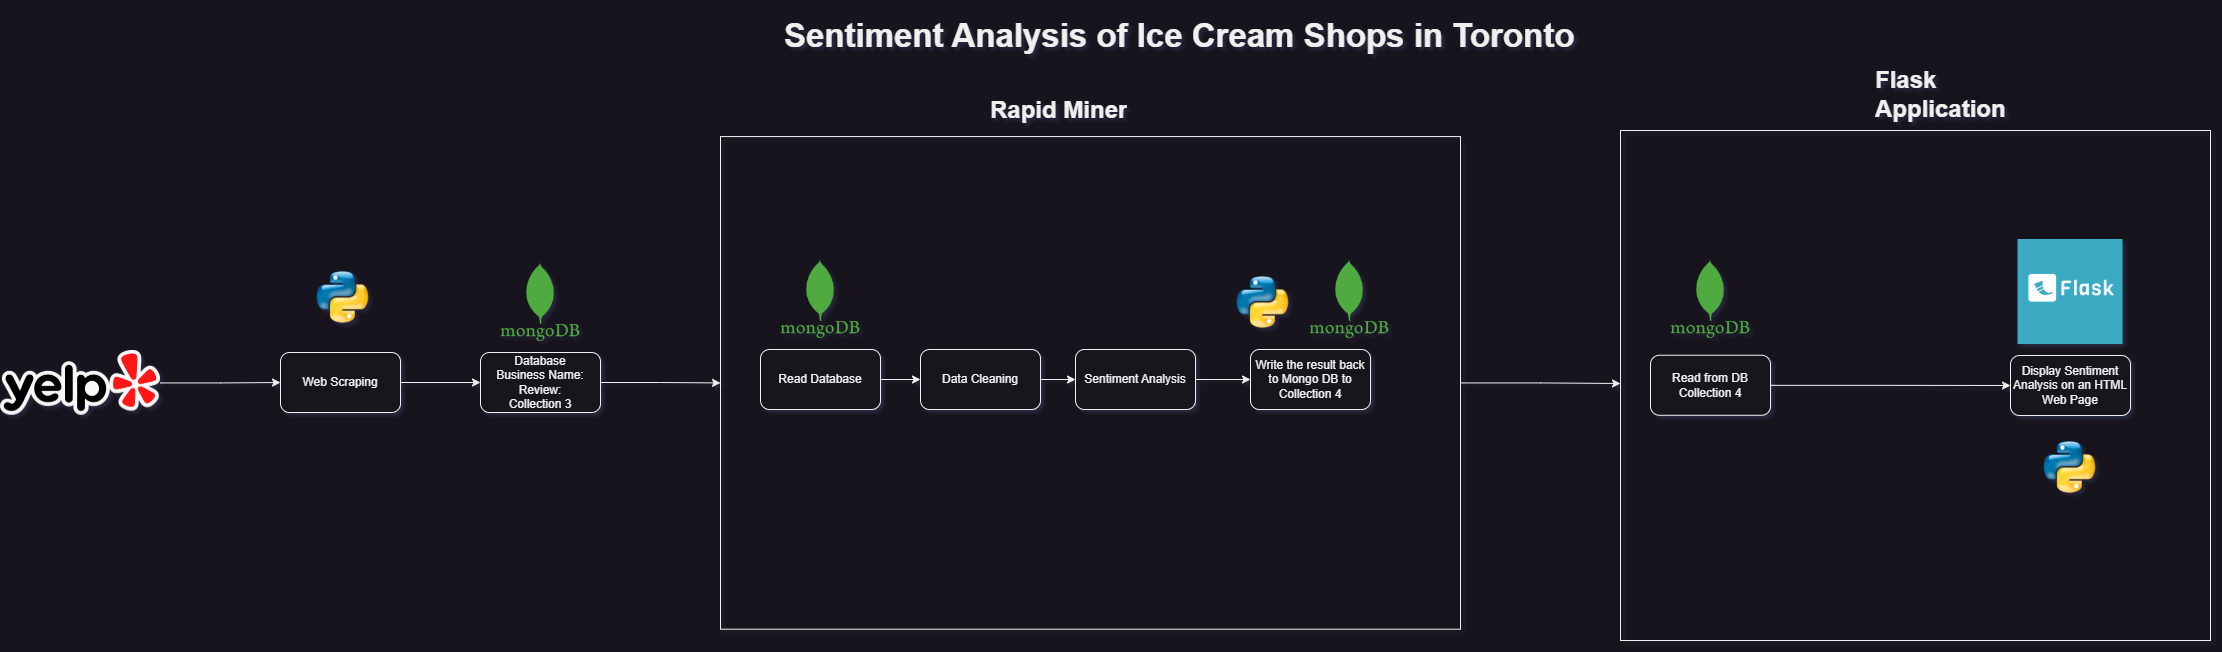 Sentiment Analysis of Ice Cream Shops in Toronto
Rapid Miner
Flask
Application
yelp
Web Scraping
mongoDB
Database
Business Name:
Review:
Collection 3
mongoDB
Read Database
Data Cleaning
Sentiment Analysis
mongoDB
Write the result back
to Mongo DB to
Collection 4
mongoDB
Read from DB
Collection 4
Flask
Display Sentiment
Analysis on an HTML
Web Page